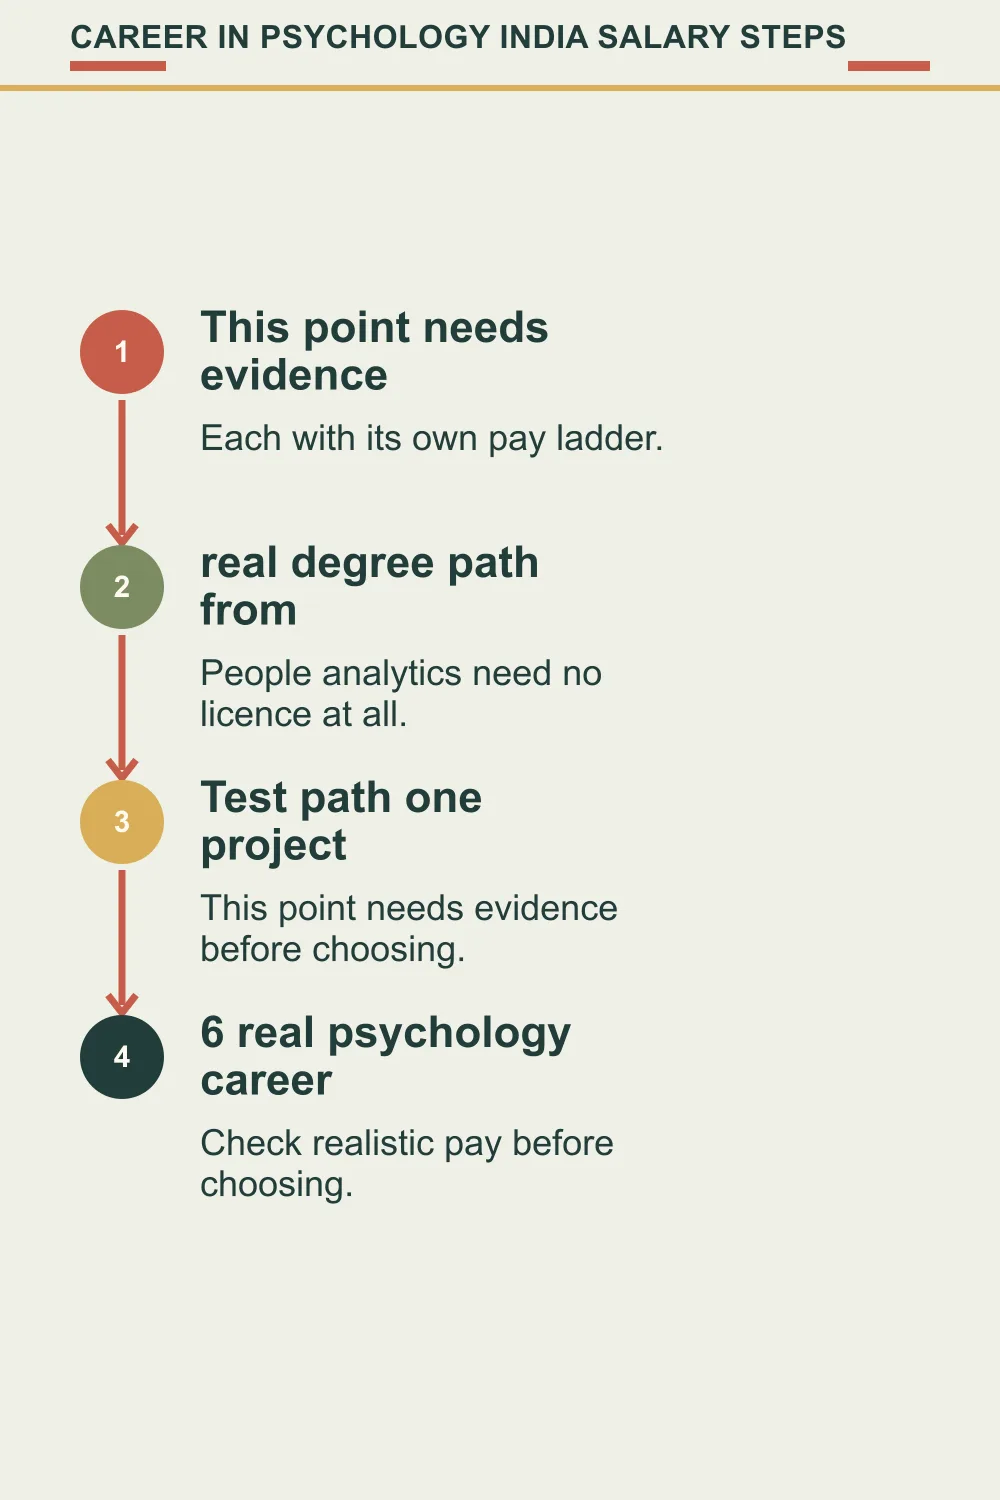 CAREER IN PSYCHOLOGY INDIA SALARY STEPS
1
This point needs
evidence
Each with its own pay ladder.
2
real degree path
from
People analytics need no
licence at all.
3
Test path one
project
This point needs evidence
before choosing.
4
6 real psychology
career
Check realistic pay before
choosing.